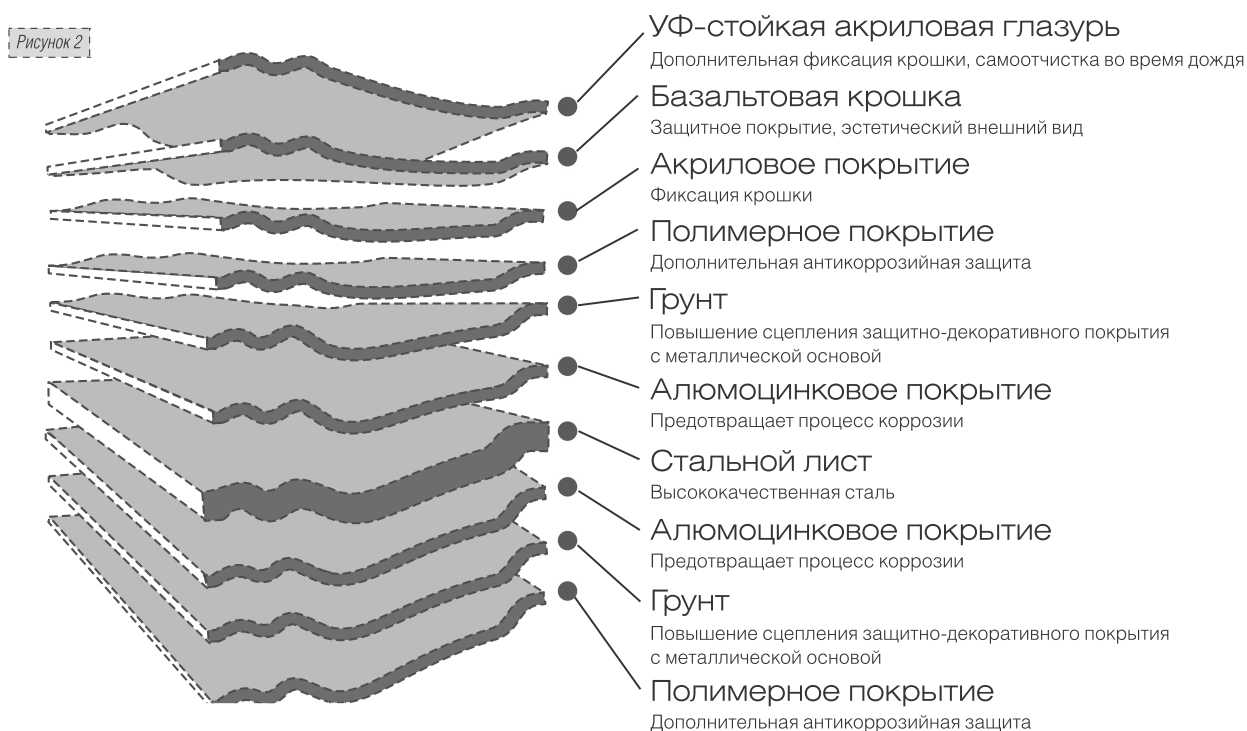 Рисунок 2
УФ-стойкая акриловая глазурь
Дополнительная фиксация крошки, самоотчистка во время дождя
Базальтовая крошка
Защитное покрытие, эстетический внешний вид
Акриловое покрытие
Фиксация крошки
Полимерное покрытие
Дополнительная антикоррозийная защита
Грунт
Повышение сцепления защитно-декоративного покрытия
с металлической основой
Алюмоцинковое покрытие
Предотвращает процесс коррозии
Стальной лист
Высококачественная сталь
Алюмоцинковое покрытие
Предотвращает процесс коррозии
Грунт
Повышение сцепления защитно-декоративного покрытия
с металлической основой
Полимерное покрытие
Дополнительная антикоррозийная защита